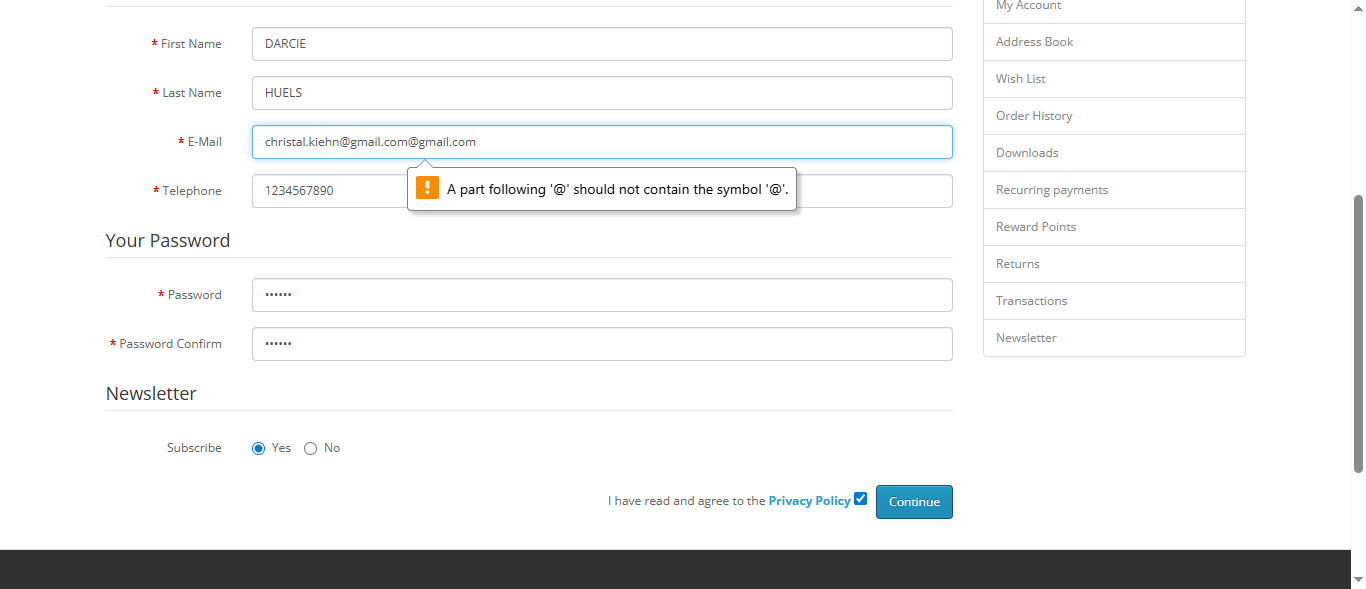 * First Name DARCIE
* Last Name HUELS
* E-Mail christal.kiehn@gmail.com@gmail.com
* Telephone 1234567890
! A part following '@' should not contain the symbol '@'.
Your Password
* Password ••••••
* Password Confirm ••••••
Newsletter
Subscribe Yes No
I have read and agree to the Privacy Policy Continue
My Account
Address Book
Wish List
Order History
Downloads
Recurring payments
Reward Points
Returns
Transactions
Newsletter